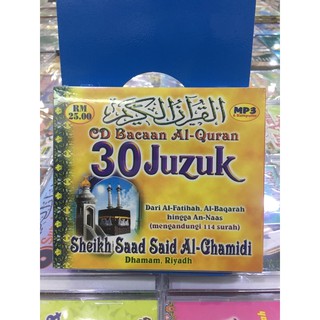 القرآن الكريم
RM
25.00
MP3
CD Bacaan Al-Quran
30 Juzuk
Dari Al-Fatihah, Al-Baqarah
hingga An-Naas
(mengandungi 114 surah)
Sheikh Saad Said Al-Ghamidi
Dhamam, Riyadh